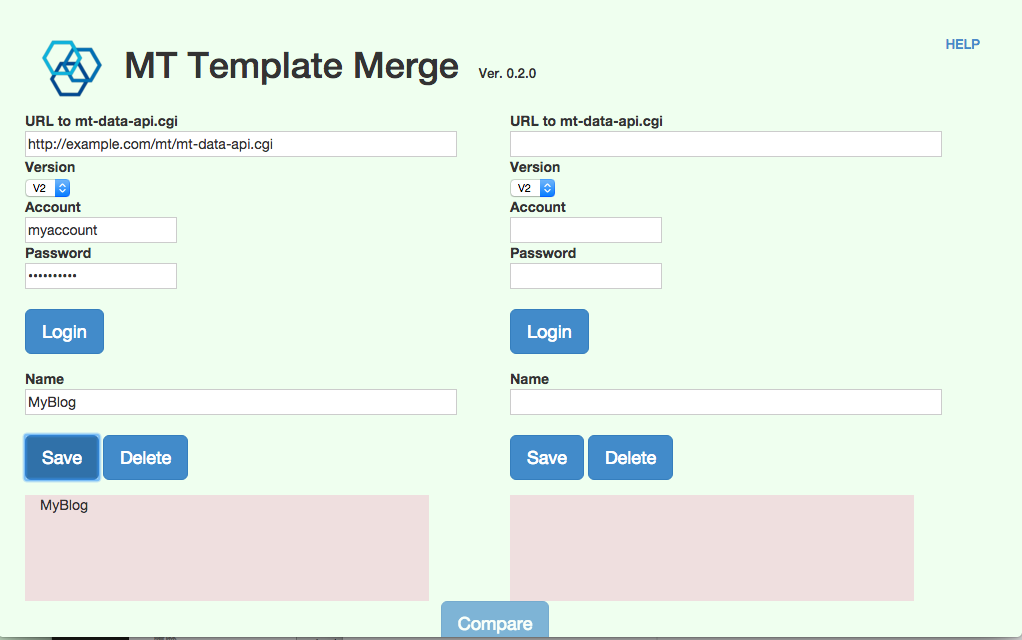 HELP
MT Template Merge Ver. 0.2.0
URL to mt-data-api.cgi
http://example.com/mt/mt-data-api.cgi
Version
V2
Account
myaccount
Password
••••••••••
Login
Name
MyBlog
Save Delete
MyBlog
URL to mt-data-api.cgi
Version
V2
Account
Password
Login
Name
Save Delete
Compare